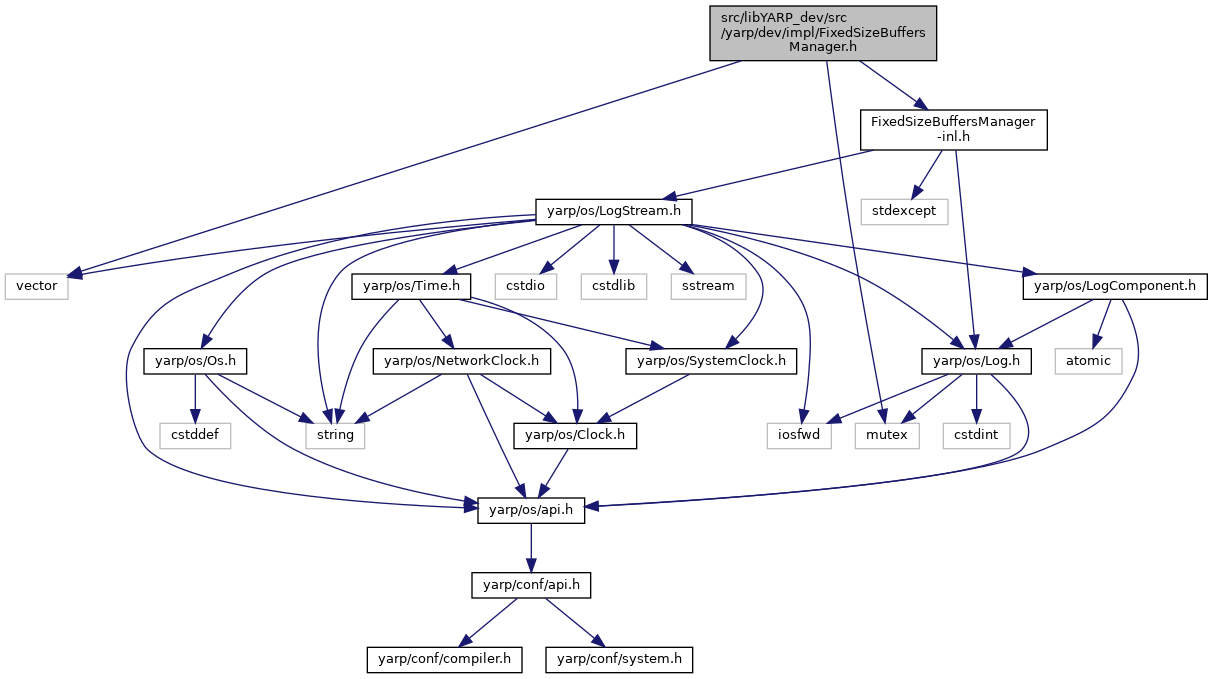 src/libYARP_dev/src
/yarp/dev/impl/FixedSizeBuffers
Manager.h
FixedSizeBuffersManager
-inl.h
yarp/os/LogStream.h
stdexcept
vector
yarp/os/Time.h
cstdio
cstdlib
sstream
yarp/os/LogComponent.h
yarp/os/Os.h
yarp/os/NetworkClock.h
yarp/os/SystemClock.h
yarp/os/Log.h
atomic
cstddef
string
yarp/os/Clock.h
iosfwd
mutex
cstdint
yarp/os/api.h
yarp/conf/api.h
yarp/conf/compiler.h
yarp/conf/system.h